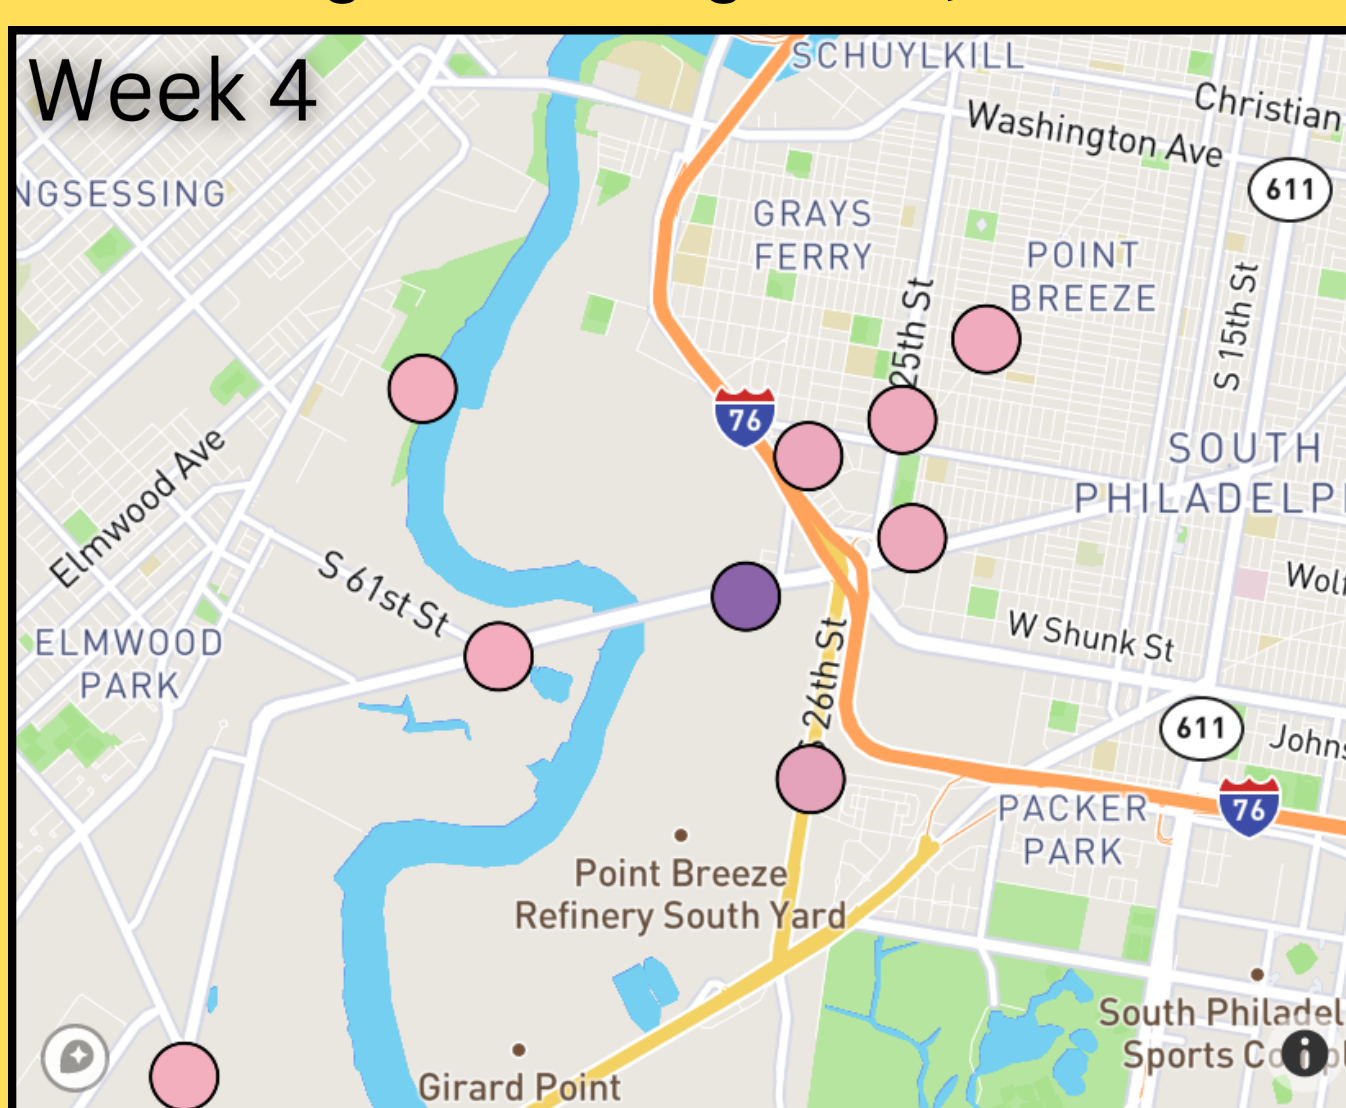 Week 4
SCHUYLKILL
Christian
Washington Ave
611
NGSESSING
GRAYS
FERRY
POINT
BREEZE
25th St
S 15th St
76
SOUTH
PHILADELP
Elmwood Ave
S 61st St
ELMWOOD
PARK
Wol
W Shunk St
S 26th St
611
Johns
76
PACKER
PARK
Point Breeze
Refinery South Yard
South Philadel
Sports Co
Girard Point